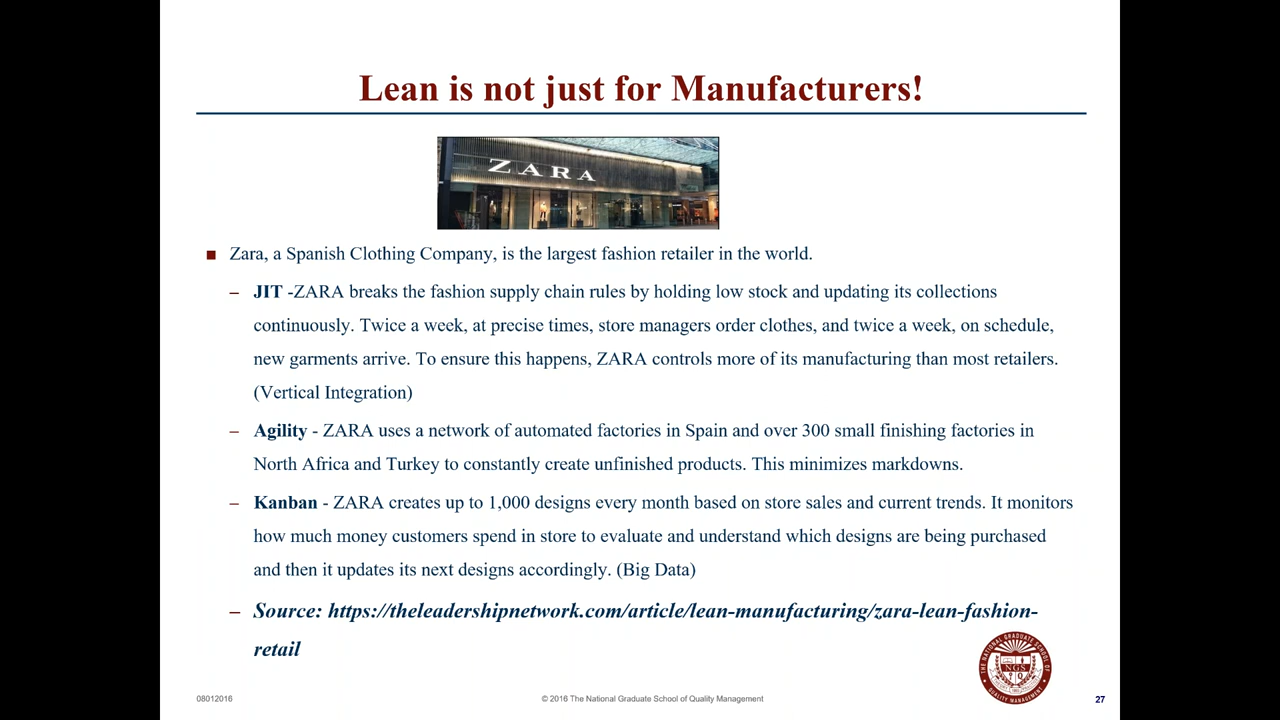 Lean is not just for Manufacturers!
ZARA
Zara, a Spanish Clothing Company, is the largest fashion retailer in the world.
– JIT -ZARA breaks the fashion supply chain rules by holding low stock and updating its collections
continuously. Twice a week, at precise times, store managers order clothes, and twice a week, on schedule,
new garments arrive. To ensure this happens, ZARA controls more of its manufacturing than most retailers.
(Vertical Integration)
– Agility - ZARA uses a network of automated factories in Spain and over 300 small finishing factories in
North Africa and Turkey to constantly create unfinished products. This minimizes markdowns.
– Kanban - ZARA creates up to 1,000 designs every month based on store sales and current trends. It monitors
how much money customers spend in store to evaluate and understand which designs are being purchased
and then it updates its next designs accordingly. (Big Data)
– Source: https://theleadershipnetwork.com/article/lean-manufacturing/zara-lean-fashion-
retail
THE NATIONAL GRADUATE SCHOOL OF
NGS
QUALITY MANAGEMENT
08012016
© 2016 The National Graduate School of Quality Management
27